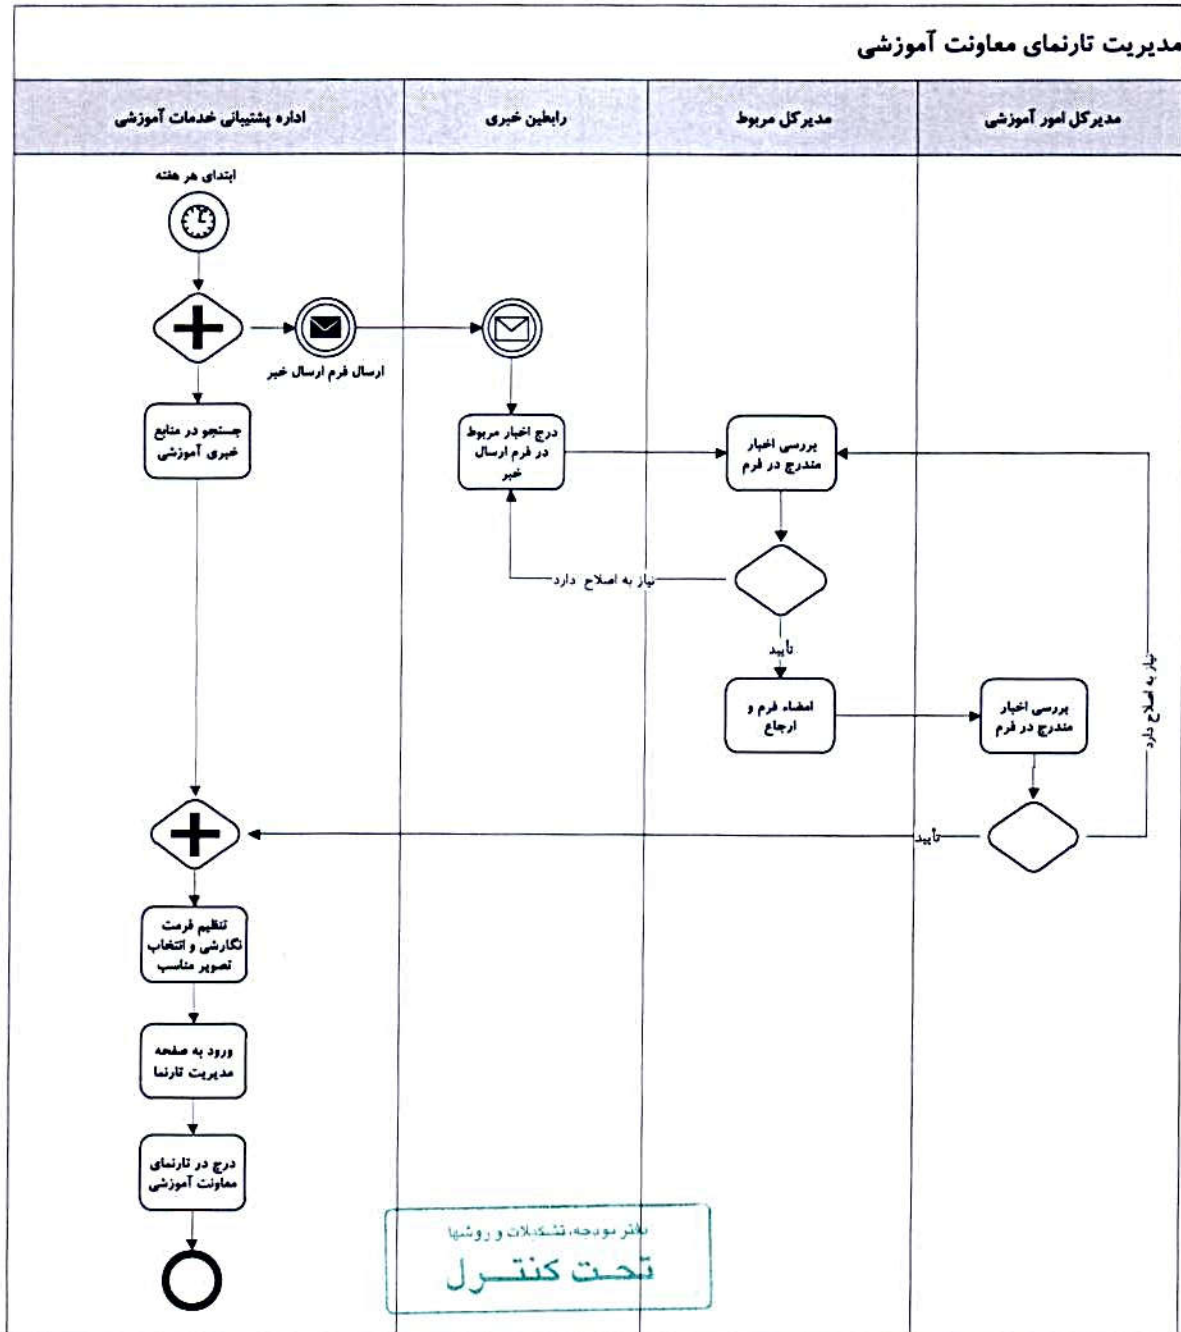 مدیریت تارنمای معاونت آموزشی
مدیرکل امور آموزشی
مدیرکل مربوط
رابطین خبری
اداره پشتیبانی خدمات آموزشی
ابتدای هر هفته
ارسال فرم ارسال خبر
جستجو در منابع
خبری آموزشی
درج اخبار مربوط
در فرم ارسال
خبر
بررسی اخبار
مندرج در فرم
نیاز به اصلاح دارد
تأیید
امضاء فرم و
ارجاع
بررسی اخبار
مندرج در فرم
نیاز به اصلاح دارد
تأیید
تنظیم فرمت
نگارشی و انتخاب
تصویر مناسب
ورود به صفحه
مدیریت تارنما
درج در تارنمای
معاونت آموزشی
دفتر بودجه، تشکیلات و روشها
تحت کنترل